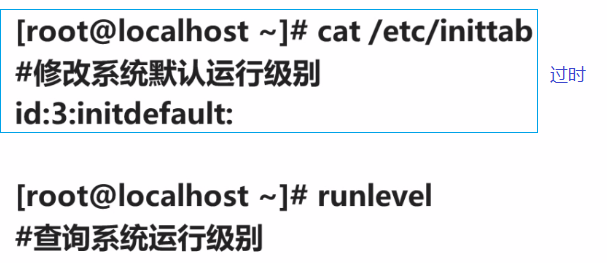 [root@localhost ~]# cat /etc/inittab
#修改系统默认运行级别
过时
id:3:initdefault:
[root@localhost ~]# runlevel
#查询系统运行级别